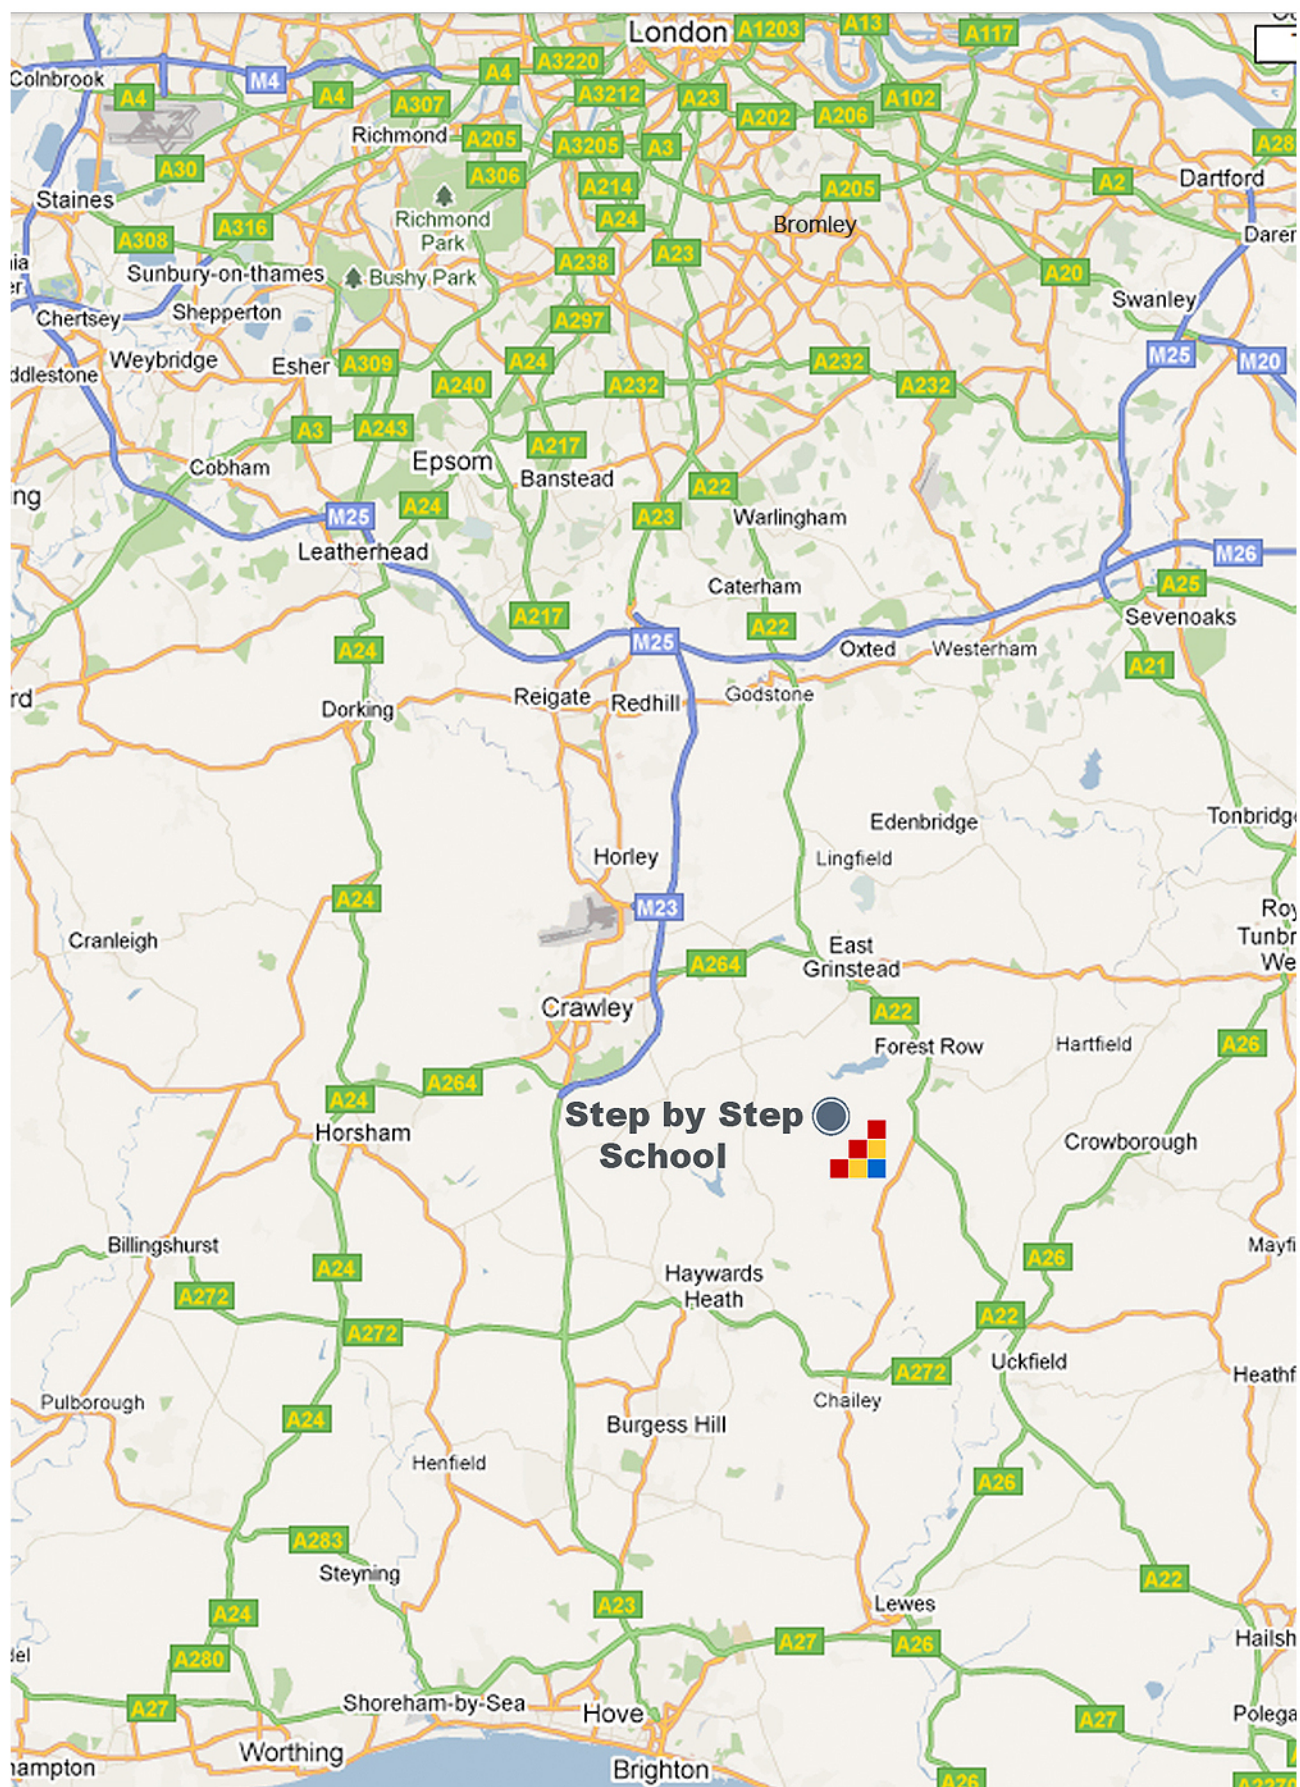 London
A1203
A13
A117
Colnbrook
M4
A4
A3220
A4
A4
A307
A3212
A23
A202
A206
A102
Richmond
A205
A3205
A3
A28
A30
A306
A214
A205
A2
Dartford
Staines
A308
A316
Richmond
Park
A24
Bromley
A23
Sunbury-on-thames
Bushy Park
A238
A20
Swanley
Chertsey
Shepperton
A297
Weybridge
Esher
A309
A24
A232
M25
M20
A240
A232
A232
A3
A243
A217
Cobham
Epsom
Banstead
A22
M25
A24
A23
Warlingham
Leatherhead
M26
Caterham
A25
A217
A22
Sevenoaks
A24
M25
Oxted
Westerham
A21
Reigate
Redhill
Godstone
Dorking
Edenbridge
Tonbridge
Horley
Lingfield
A24
M23
Cranleigh
East
Grinstead
A264
Crawley
A22
Forest Row
Hartfield
A26
A264
A24
Step by Step
School
Horsham
Crowborough
Billingshurst
A26
A24
Haywards
Heath
A272
A272
A22
A272
Uckfield
Pulborough
Chailey
A24
Burgess Hill
Henfield
A26
A283
Steyning
A22
A24
A23
Lewes
A280
A27
A26
A27
Shoreham-by-Sea
Hove
A27
Worthing
Brighton
A26